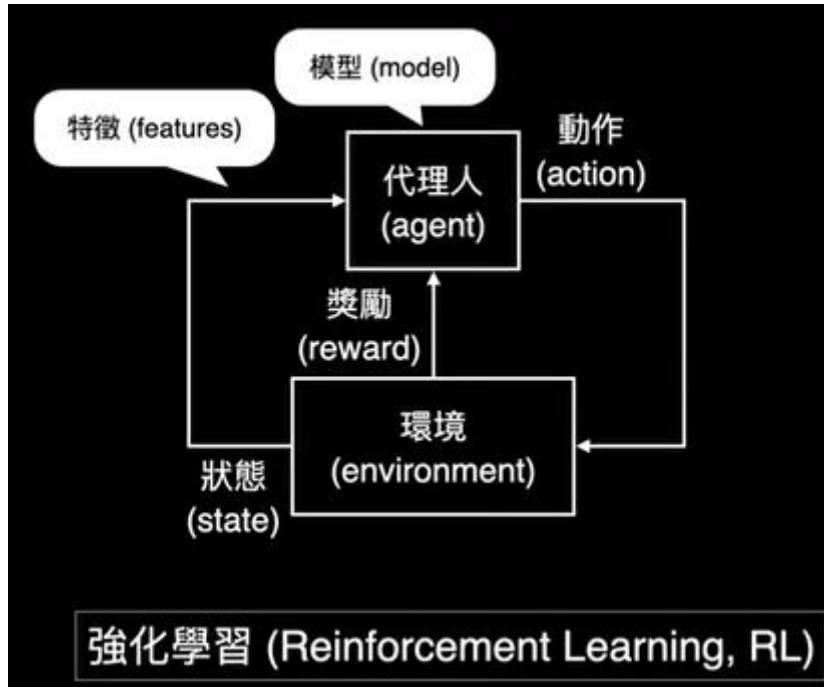 模型 (model)
特徵 (features)
動作
(action)
代理人
(agent)
獎勵
(reward)
環境
(environment)
狀態
(state)
強化學習 (Reinforcement Learning, RL)